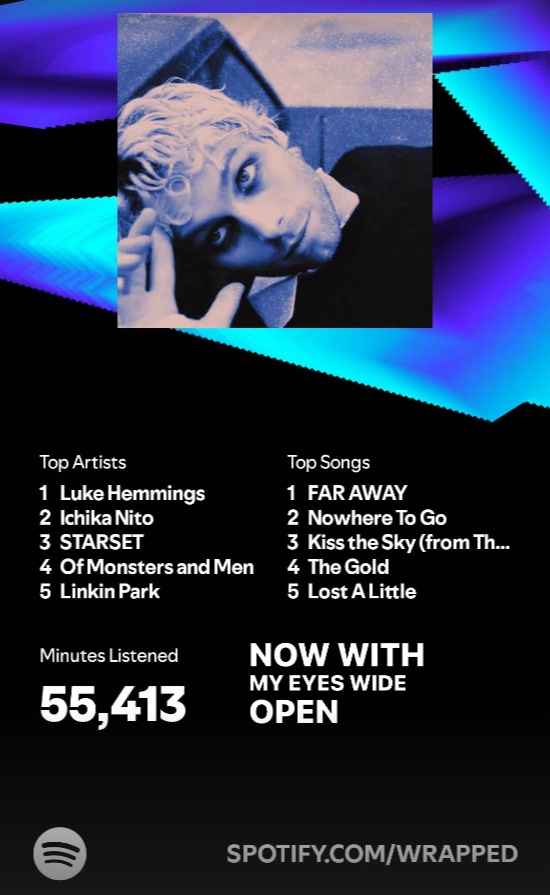 Top Artists
1 Luke Hemmings
2 Ichika Nito
3 STARSET
4 Of Monsters and Men
5 Linkin Park
Top Songs
1 FAR AWAY
2 Nowhere To Go
3 Kiss the Sky (from Th...
4 The Gold
5 Lost A Little
Minutes Listened
55,413
NOW WITH
MY EYES WIDE
OPEN
SPOTIFY.COM/WRAPPED